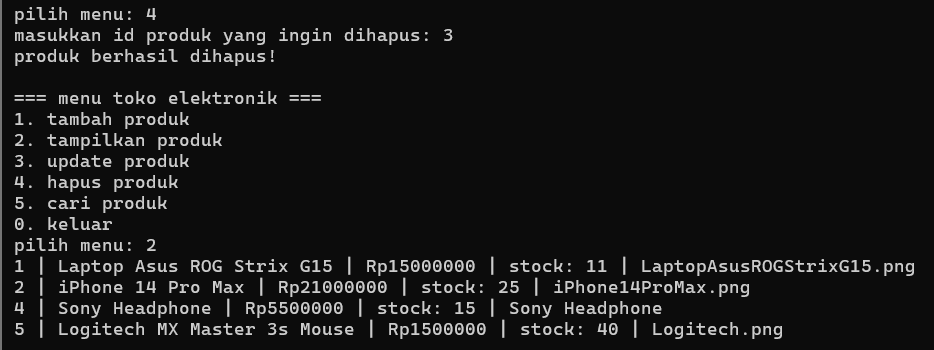 pilih menu: 4
masukkan id produk yang ingin dihapus: 3
produk berhasil dihapus!
=== menu toko elektronik ===
1. tambah produk
2. tampilkan produk
3. update produk
4. hapus produk
5. cari produk
0. keluar
pilih menu: 2
1 | Laptop Asus ROG Strix G15 | Rp15000000 | stock: 11 | LaptopAsusROGStrixG15.png
2 | iPhone 14 Pro Max | Rp21000000 | stock: 25 | iPhone14ProMax.png
4 | Sony Headphone | Rp5500000 | stock: 15 | Sony Headphone
5 | Logitech MX Master 3s Mouse | Rp1500000 | stock: 40 | Logitech.png